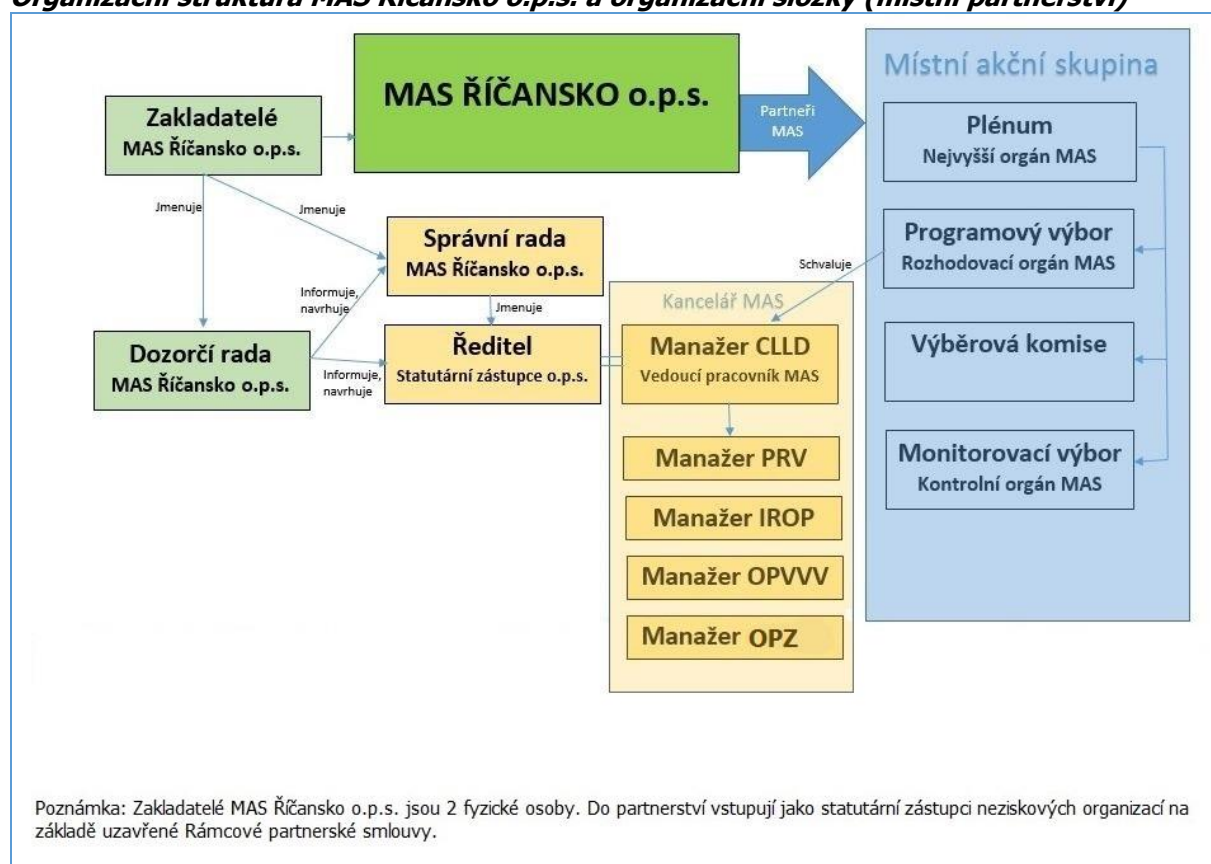 Organizační struktura MAS Říčansko o.p.s. a organizační složky (místní partnerství)
MAS ŘÍČANSKO o.p.s.
Partneři
MAS
Zakladatelé
MAS Říčansko o.p.s.
Jmenuje
Jmenuje
Správní rada
MAS Říčansko o.p.s.
Informuje,
navrhuje
Jmenuje
Dozorčí rada
MAS Říčansko o.p.s.
Informuje,
navrhuje
Ředitel
Statutární zástupce o.p.s.
Schvaluje
Kancelář MAS
Manažer CLLD
Vedoucí pracovník MAS
Manažer PRV
Manažer IROP
Manažer OPVVV
Manažer OPZ
Místní akční skupina
Plénum
Nejvyšší orgán MAS
Programový výbor
Rozhodovací orgán MAS
Výběrová komise
Monitorovací výbor
Kontrolní orgán MAS
Poznámka: Zakladatelé MAS Říčansko o.p.s. jsou 2 fyzické osoby. Do partnerství vstupují jako statutární zástupci neziskových organizací na
základě uzavřené Rámcové partnerské smlouvy.